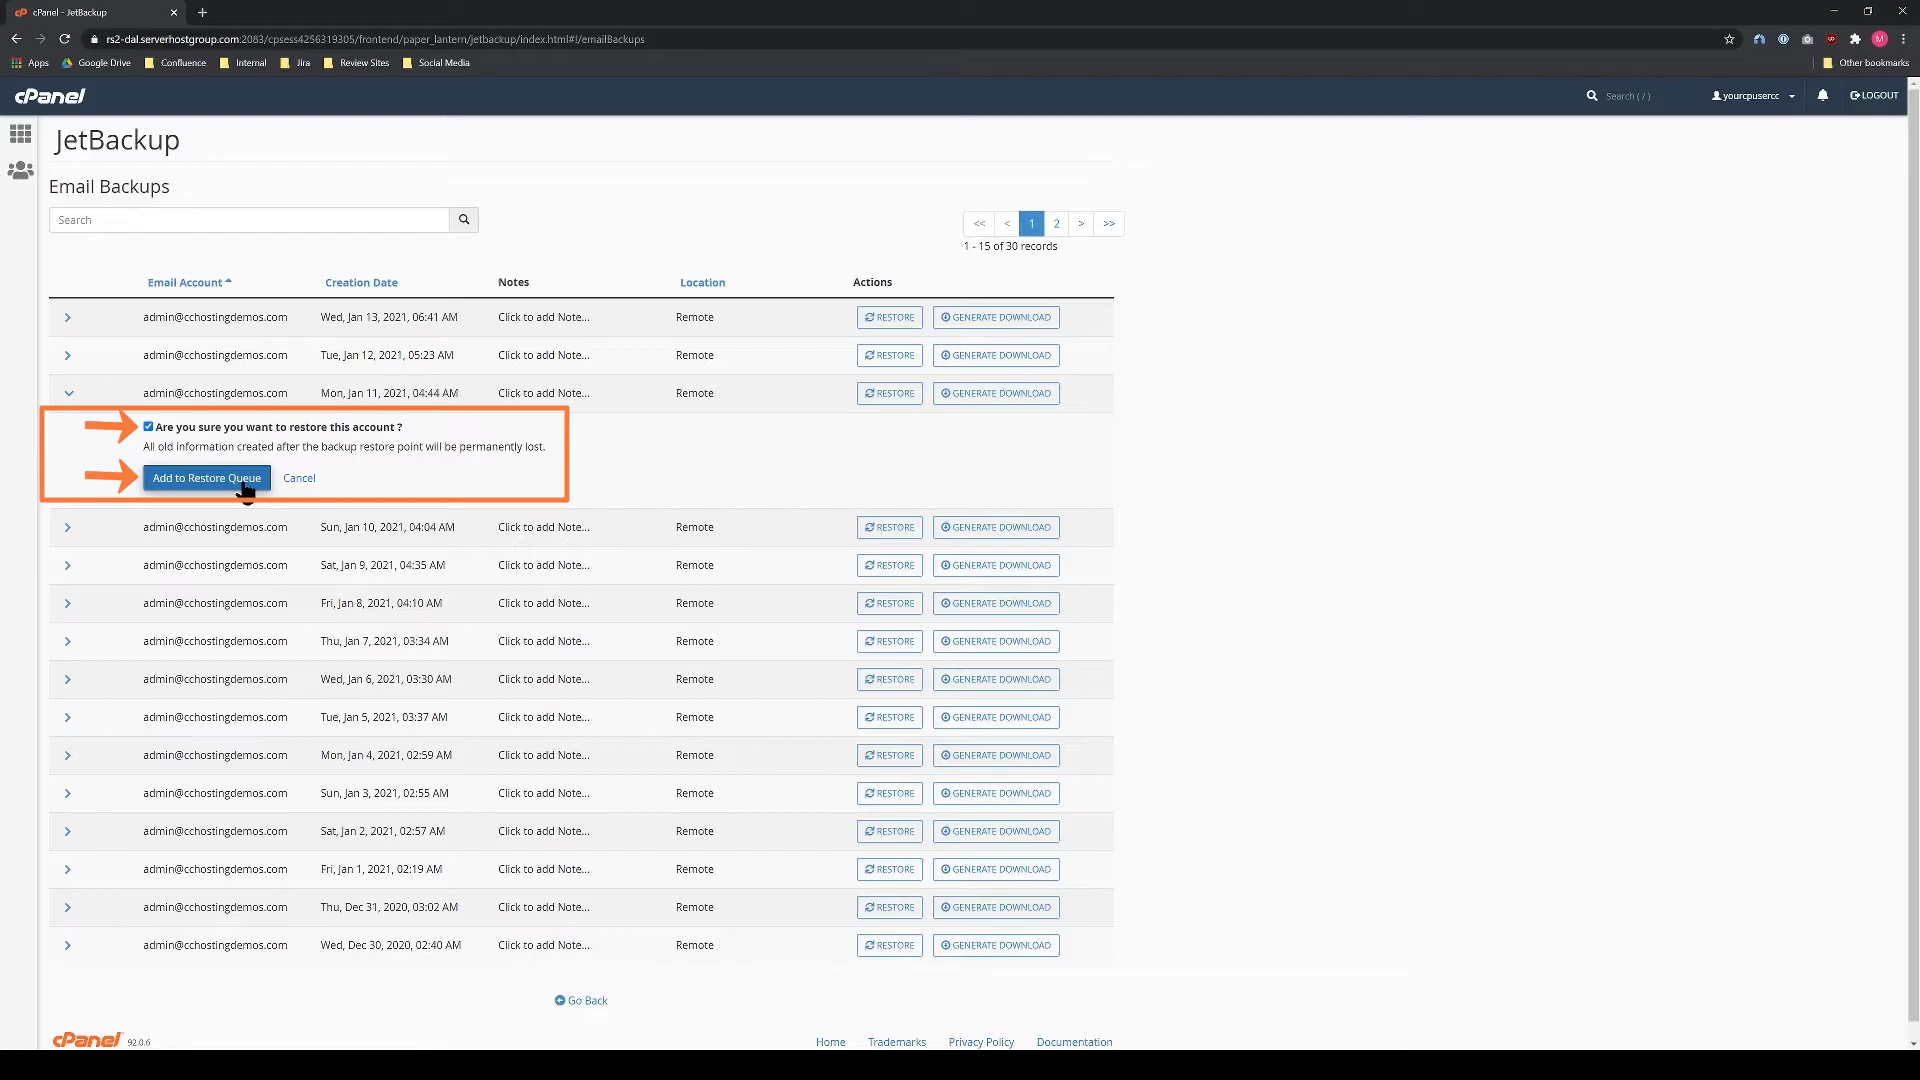 cPanel - JetBackup
rs2-dal.serverhostgroup.com:2083/cpsess4256319305/frontend/paper_lantern/jetbackup/index.html#!/emailBackups
Apps Google Drive Confluence Internal Jira Review Sites Social Media Other bookmarks
cPanel Search ( / ) yourcpusercc LOGOUT
JetBackup
Email Backups
Search
<< < 1 2 > >>
1 - 15 of 30 records
Email Account Creation Date Notes Location Actions
admin@cchostingdemos.com Wed, Jan 13, 2021, 06:41 AM Click to add Note... Remote RESTORE GENERATE DOWNLOAD
admin@cchostingdemos.com Tue, Jan 12, 2021, 05:23 AM Click to add Note... Remote RESTORE GENERATE DOWNLOAD
admin@cchostingdemos.com Mon, Jan 11, 2021, 04:44 AM Click to add Note... Remote RESTORE GENERATE DOWNLOAD
Are you sure you want to restore this account ?
All old information created after the backup restore point will be permanently lost.
Add to Restore Queue Cancel
admin@cchostingdemos.com Sun, Jan 10, 2021, 04:04 AM Click to add Note... Remote RESTORE GENERATE DOWNLOAD
admin@cchostingdemos.com Sat, Jan 9, 2021, 04:35 AM Click to add Note... Remote RESTORE GENERATE DOWNLOAD
admin@cchostingdemos.com Fri, Jan 8, 2021, 04:10 AM Click to add Note... Remote RESTORE GENERATE DOWNLOAD
admin@cchostingdemos.com Thu, Jan 7, 2021, 03:34 AM Click to add Note... Remote RESTORE GENERATE DOWNLOAD
admin@cchostingdemos.com Wed, Jan 6, 2021, 03:30 AM Click to add Note... Remote RESTORE GENERATE DOWNLOAD
admin@cchostingdemos.com Tue, Jan 5, 2021, 03:37 AM Click to add Note... Remote RESTORE GENERATE DOWNLOAD
admin@cchostingdemos.com Mon, Jan 4, 2021, 02:59 AM Click to add Note... Remote RESTORE GENERATE DOWNLOAD
admin@cchostingdemos.com Sun, Jan 3, 2021, 02:55 AM Click to add Note... Remote RESTORE GENERATE DOWNLOAD
admin@cchostingdemos.com Sat, Jan 2, 2021, 02:57 AM Click to add Note... Remote RESTORE GENERATE DOWNLOAD
admin@cchostingdemos.com Fri, Jan 1, 2021, 02:19 AM Click to add Note... Remote RESTORE GENERATE DOWNLOAD
admin@cchostingdemos.com Thu, Dec 31, 2020, 03:02 AM Click to add Note... Remote RESTORE GENERATE DOWNLOAD
admin@cchostingdemos.com Wed, Dec 30, 2020, 02:40 AM Click to add Note... Remote RESTORE GENERATE DOWNLOAD
Go Back
cPanel 92.0.6 Home Trademarks Privacy Policy Documentation